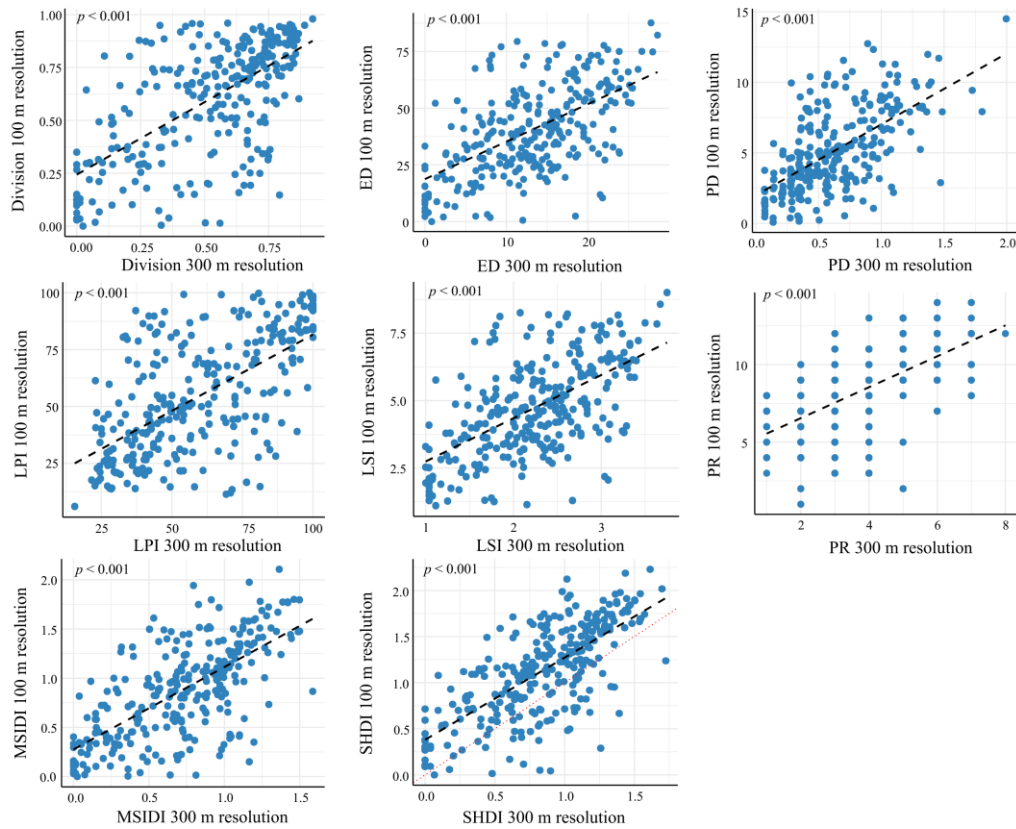 p < 0.001
1.00
0.75
0.50
0.25
0.00
Division 100 m resolution
0.00 0.25 0.50 0.75
Division 300 m resolution
p < 0.001
75
50
25
0
ED 100 m resolution
0 10 20
ED 300 m resolution
p < 0.001
15
10
5
0
PD 100 m resolution
0.0 0.5 1.0 1.5 2.0
PD 300 m resolution
p < 0.001
100
75
50
25
LPI 100 m resolution
25 50 75 100
LPI 300 m resolution
p < 0.001
7.5
5.0
2.5
LSI 100 m resolution
1 2 3
LSI 300 m resolution
p < 0.001
10
5
PR 100 m resolution
2 4 6 8
PR 300 m resolution
p < 0.001
2.0
1.5
1.0
0.5
0.0
MSIDI 100 m resolution
0.0 0.5 1.0 1.5
MSIDI 300 m resolution
p < 0.001
2.0
1.5
1.0
0.5
0.0
SHDI 100 m resolution
0.0 0.5 1.0 1.5
SHDI 300 m resolution